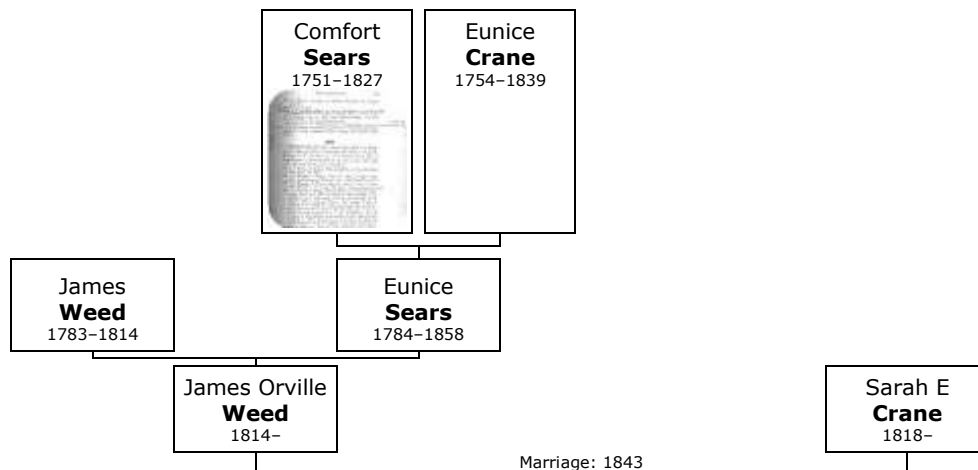 Comfort
Sears
1751–1827
Eunice
Crane
1754–1839
James
Weed
1783–1814
Eunice
Sears
1784–1858
James Orville
Weed
1814–
Sarah E
Crane
1818–
Marriage: 1843